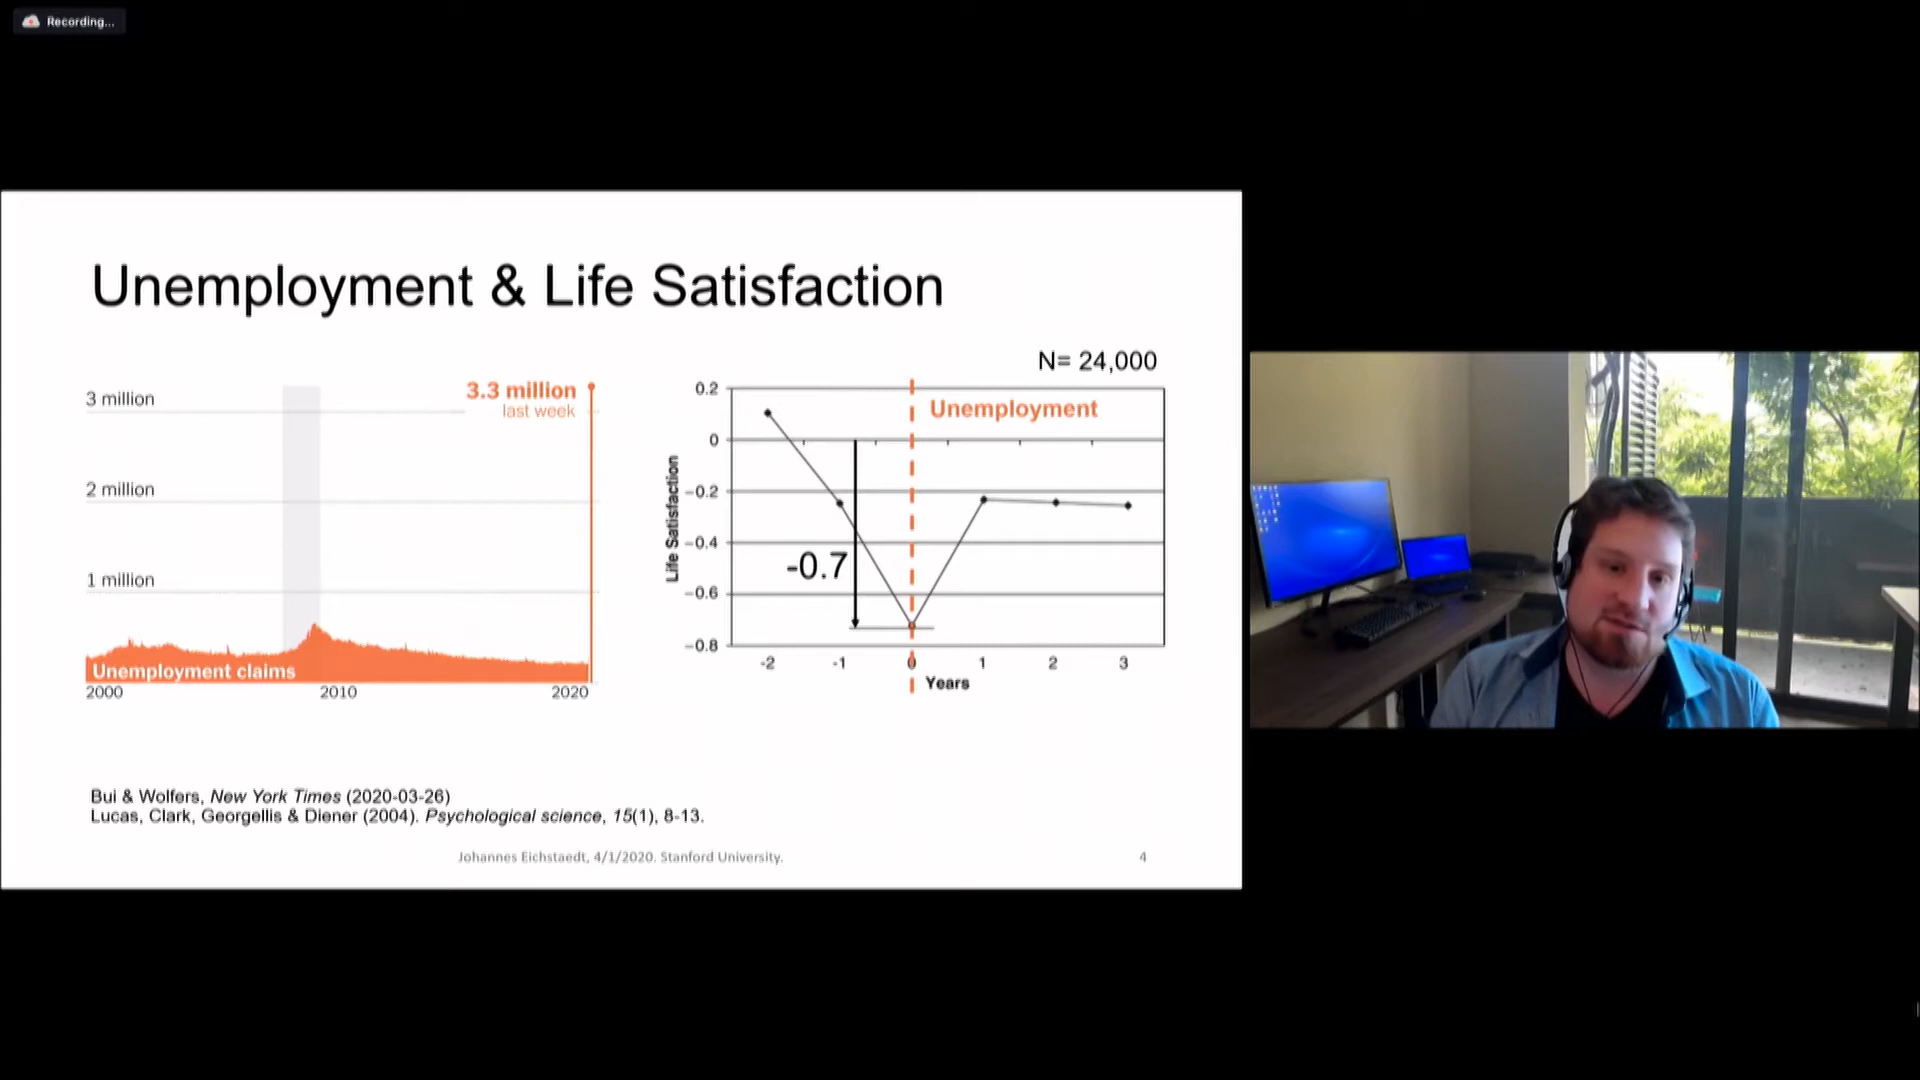 Recording...
Unemployment & Life Satisfaction
3 million
2 million
1 million
3.3 million
last week
Unemployment claims
2000 2010 2020
N= 24,000
0.2
0
-0.2
-0.4
-0.6
-0.8
Life Satisfaction
Unemployment
-0.7
-2 -1 0 1 2 3
Years
Bui & Wolfers, New York Times (2020-03-26)
Lucas, Clark, Georgellis & Diener (2004). Psychological science, 15(1), 8-13.
Johannes Eichstaedt, 4/1/2020. Stanford University.
4